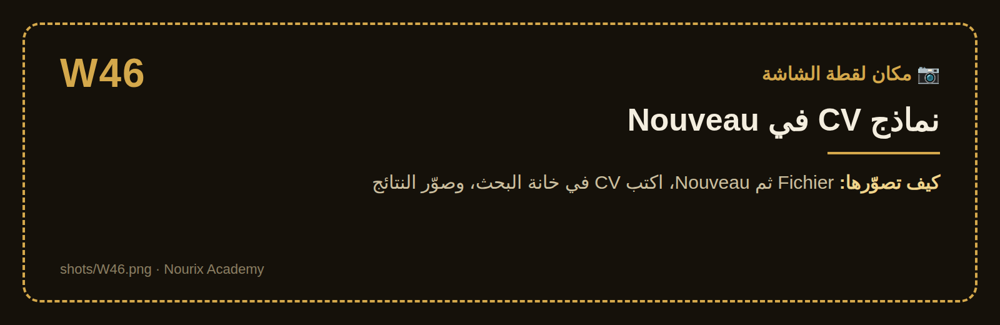 W46
📷 مكان لقطة الشاشة
نماذج CV في Nouveau
كيف تصوّرها: Fichier ثم Nouveau، اكتب CV في خانة البحث، وصوّر النتائج
shots/W46.png · Nourix Academy